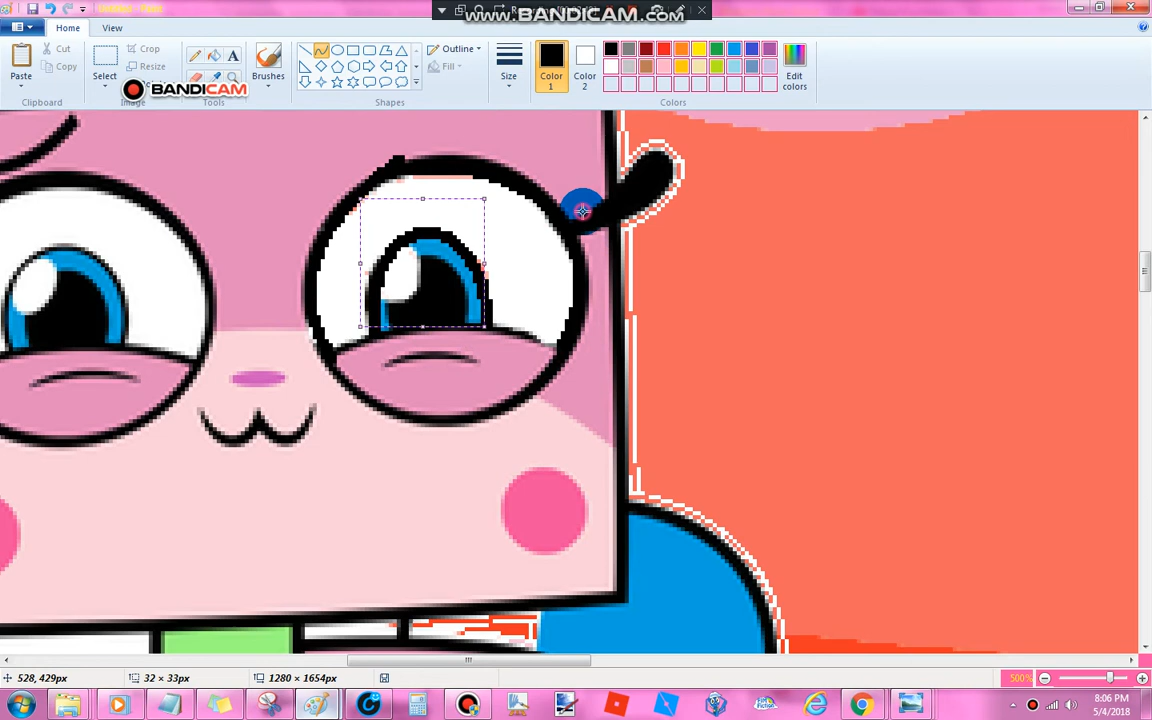 www.BANDICAM.com
Home
View
Paste
Cut
Copy
Clipboard
Select
Crop
Resize
BANDICAM
Tools
Brushes
Outline
Fill
Shapes
Size
Color
1
Color
2
Edit
colors
Colors
528, 429px
32 × 33px
1280 × 1654px
500%
8:06 PM
5/4/2018